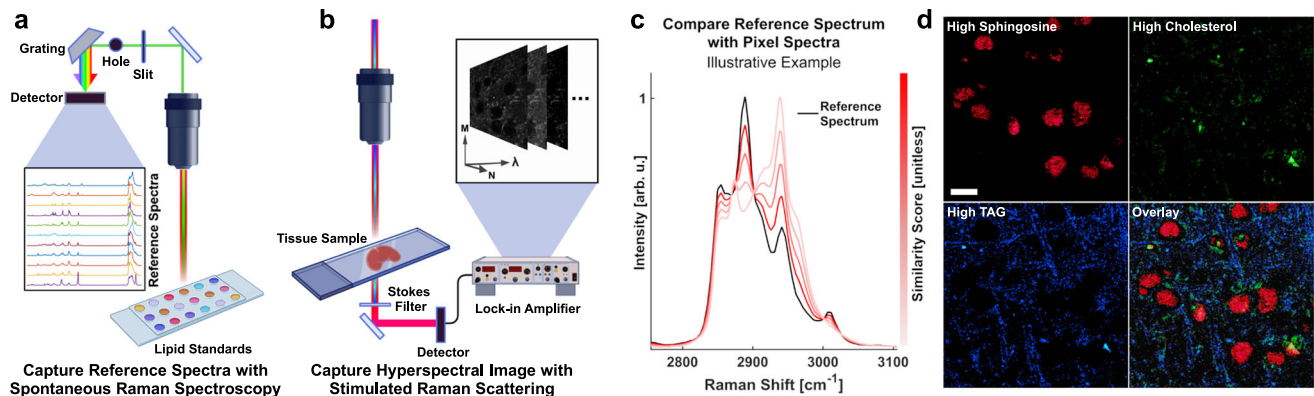 a
Grating
Hole
Slit
Detector
Reference Spectra
Lipid Standards
Capture Reference Spectra with
Spontaneous Raman Spectroscopy
b
M
N
λ
...
Tissue Sample
Stokes
Filter
Lock-in Amplifier
Detector
Capture Hyperspectral Image with
Stimulated Raman Scattering
c
Compare Reference Spectrum
with Pixel Spectra
Illustrative Example
1
Reference
Spectrum
Intensity [arb. u.]
Similarity Score [unitless]
2800 2900 3000 3100
Raman Shift [cm⁻¹]
d
High Sphingosine
High Cholesterol
High TAG
Overlay